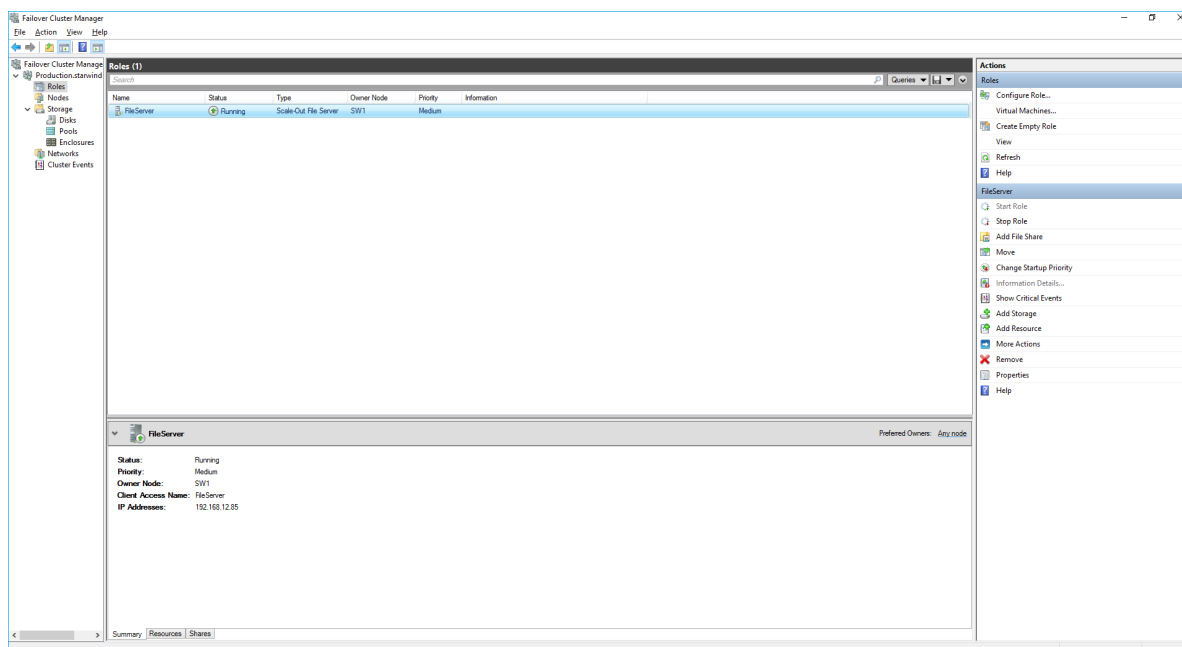 Failover Cluster Manager
File Action View Help
Failover Cluster Manage
Production.starwind
Roles
Nodes
Storage
Disks
Pools
Enclosures
Networks
Cluster Events
Roles (1)
Search
Queries
Name Status Type Owner Node Priority Information
FileServer Running Scale-Out File Server SW1 Medium
FileServer
Preferred Owners: Any node
Status: Running
Priority: Medium
Owner Node: SW1
Client Access Name: FileServer
IP Addresses: 192.168.12.85
Summary Resources Shares
Actions
Roles
Configure Role...
Virtual Machines...
Create Empty Role
View
Refresh
Help
FileServer
Start Role
Stop Role
Add File Share
Move
Change Startup Priority
Information Details...
Show Critical Events
Add Storage
Add Resource
More Actions
Remove
Properties
Help